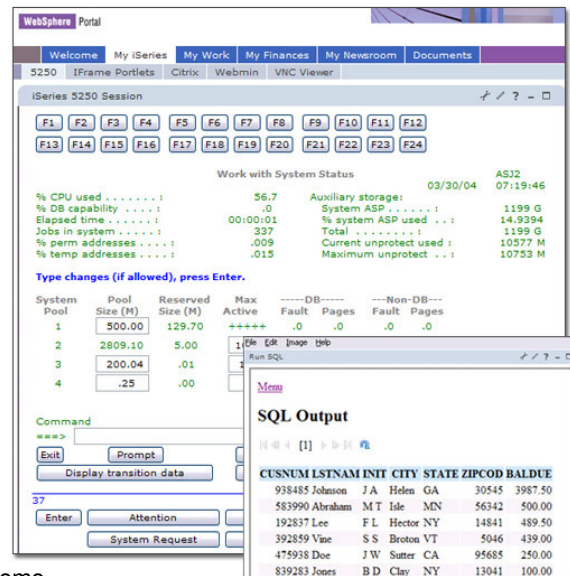 WebSphere Portal
Welcome My iSeries My Work My Finances My Newsroom Documents
5250 IFrame Portlets Citrix Webmin VNC Viewer
iSeries 5250 Session ? - □
F1 F2 F3 F4 F5 F6 F7 F8 F9 F10 F11 F12
F13 F14 F15 F16 F17 F18 F19 F20 F21 F22 F23 F24
Work with System Status ASJ2
03/30/04 07:19:46
% CPU used . . . . . . . : 56.7 Auxiliary storage:
% DB capability . . . . : .0 System ASP . . . . . . : 1199 G
Elapsed time . . . . . . : 00:00:01 % system ASP used . . : 14.9394
Jobs in system . . . . . : 337 Total . . . . . . . . : 1199 G
% perm addresses . . . . : .009 Current unprotect used : 10577 M
% temp addresses . . . . : .015 Maximum unprotect . . : 10753 M
Type changes (if allowed), press Enter.
System Pool Reserved Max -----DB----- ---Non-DB---
Pool Size (M) Size (M) Active Fault Pages Fault Pages
1 500.00 129.70 +++++ .0 .0 .0 .0
2 2809.10 5.00
3 200.04 .01
4 .25 .00
Command
===>
Exit Prompt
Display transition data
37
Enter Attention
System Request
File Edit Image Help
Run SQL ? -
Menu
SQL Output
[1]
CUSNUM LSTNAM INIT CITY STATE ZIPCOD BALDUE
938485 Johnson J A Helen GA 30545 3987.50
583990 Abraham M T Isle MN 56342 500.00
192837 Lee F L Hector NY 14841 489.50
392859 Vine S S Broton VT 5046 439.00
475938 Doe J W Sutter CA 95685 250.00
839283 Jones B D Clay NY 13041 100.00